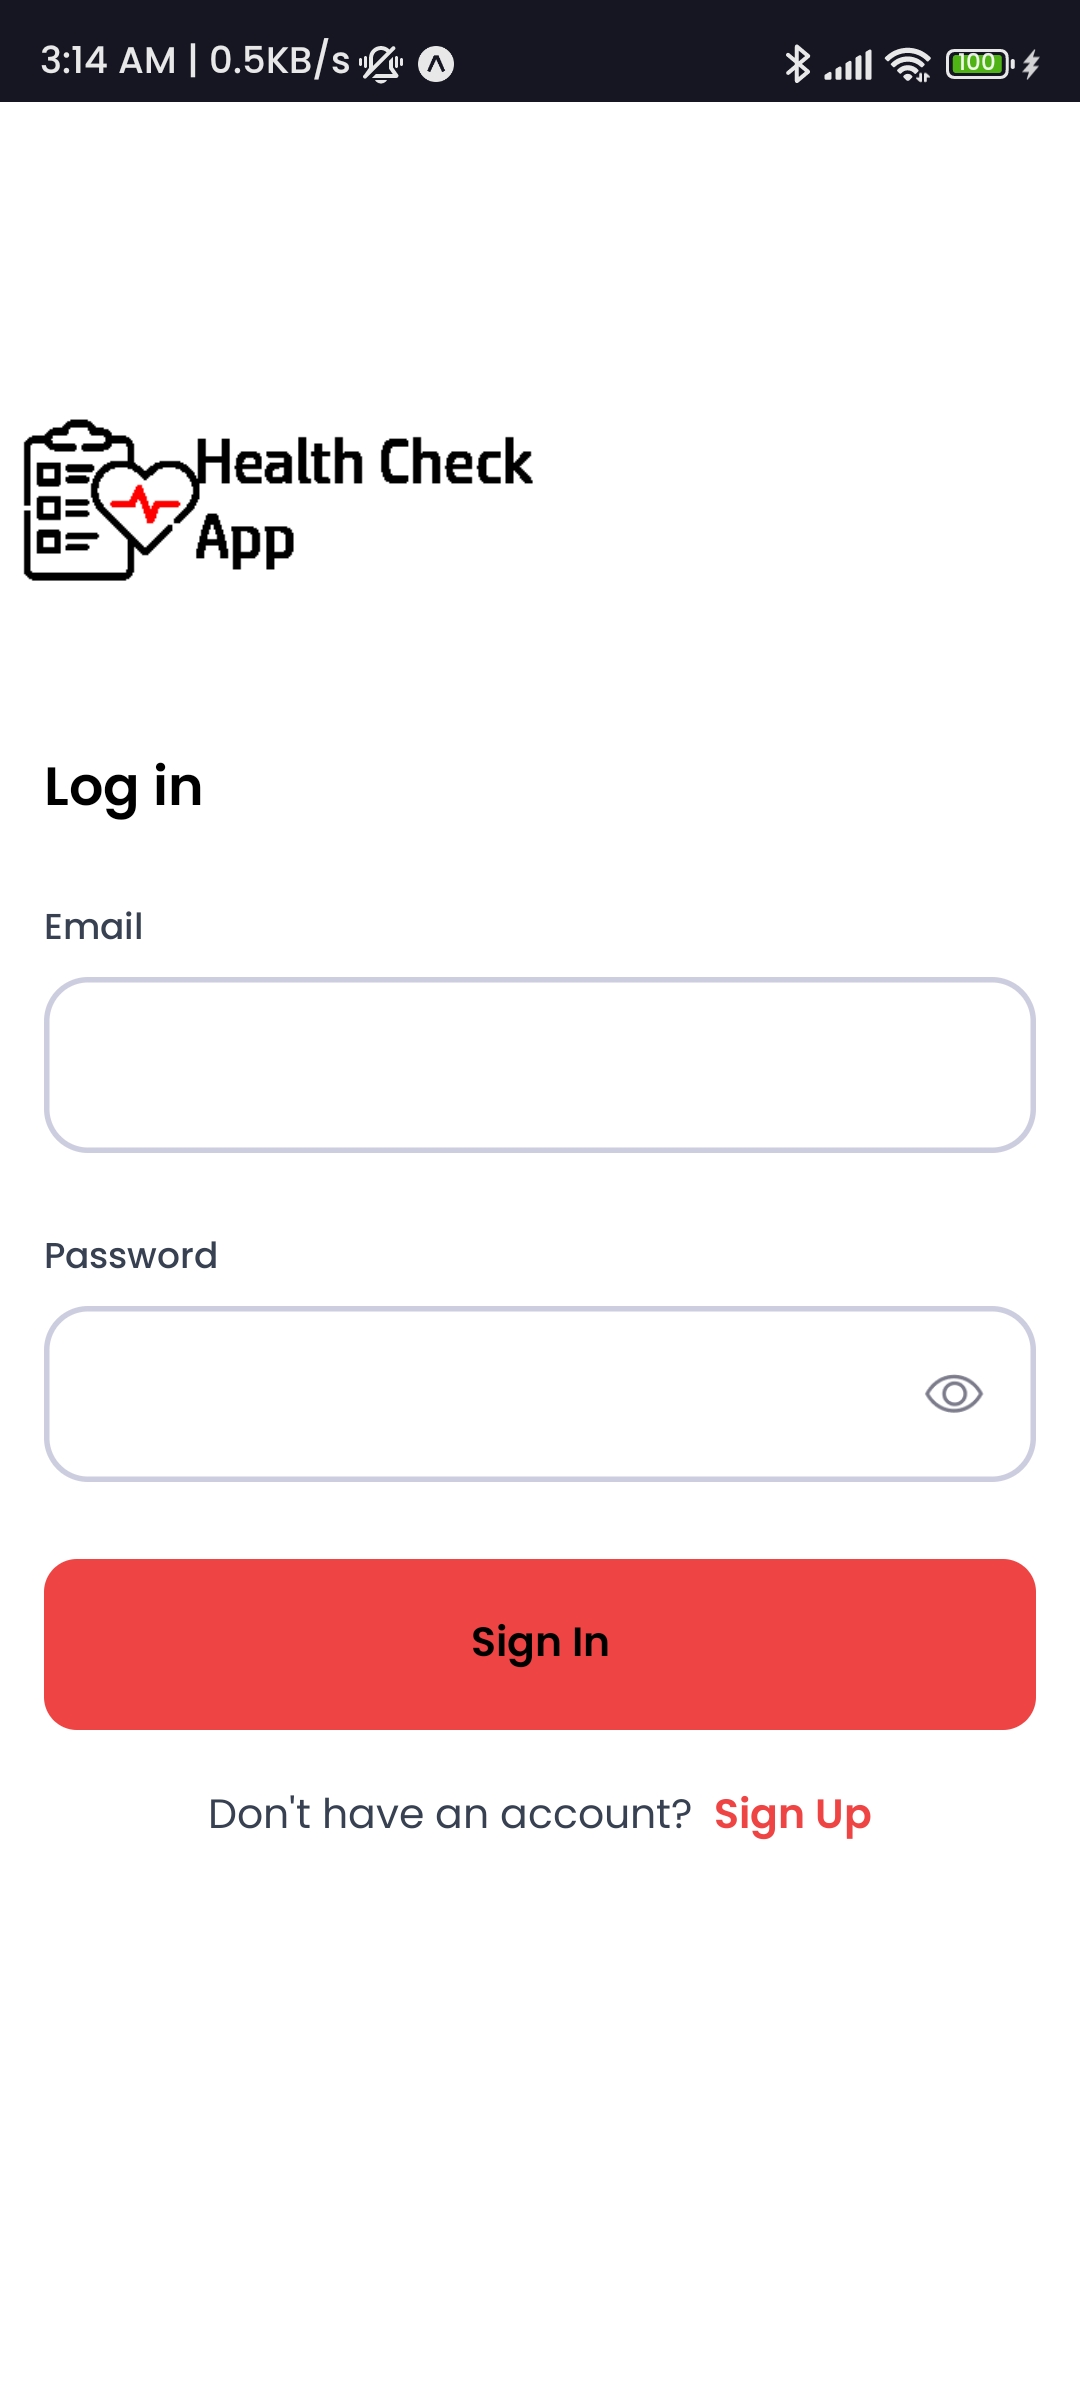 3:14 AM | 0.5KB/s
100
Health Check
App
Log in
Email
Password
Sign In
Don't have an account? Sign Up